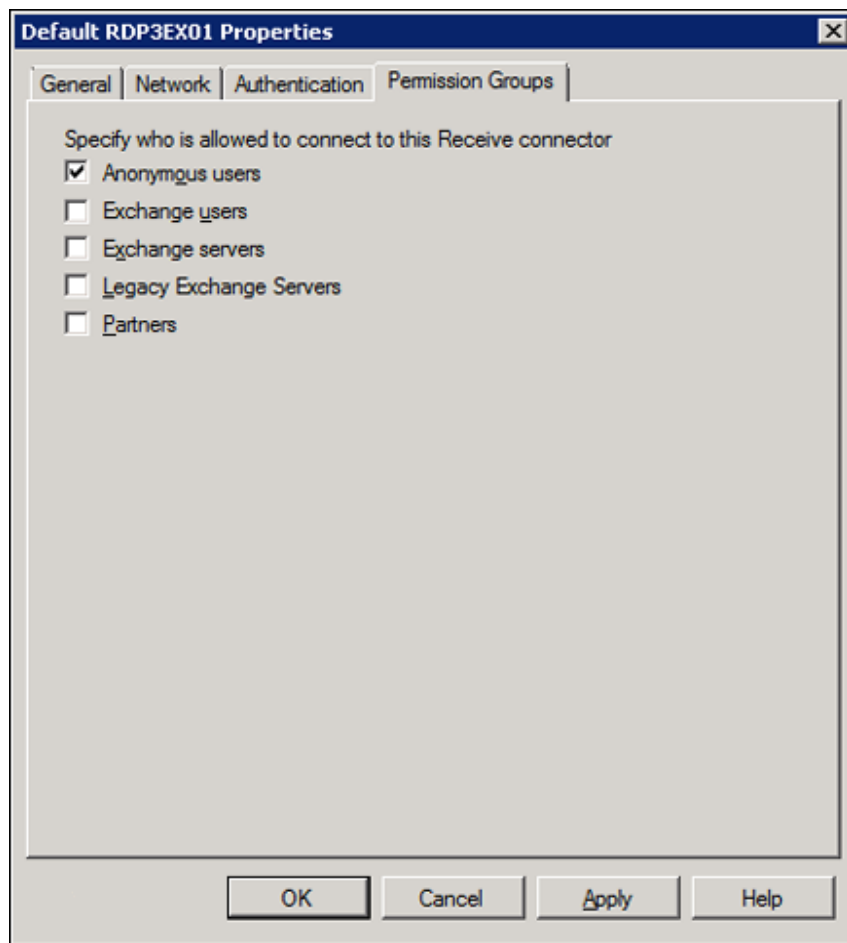 Default RDP3EX01 Properties
General Network Authentication Permission Groups
Specify who is allowed to connect to this Receive connector
Anonymous users
Exchange users
Exchange servers
Legacy Exchange Servers
Partners
OK Cancel Apply Help